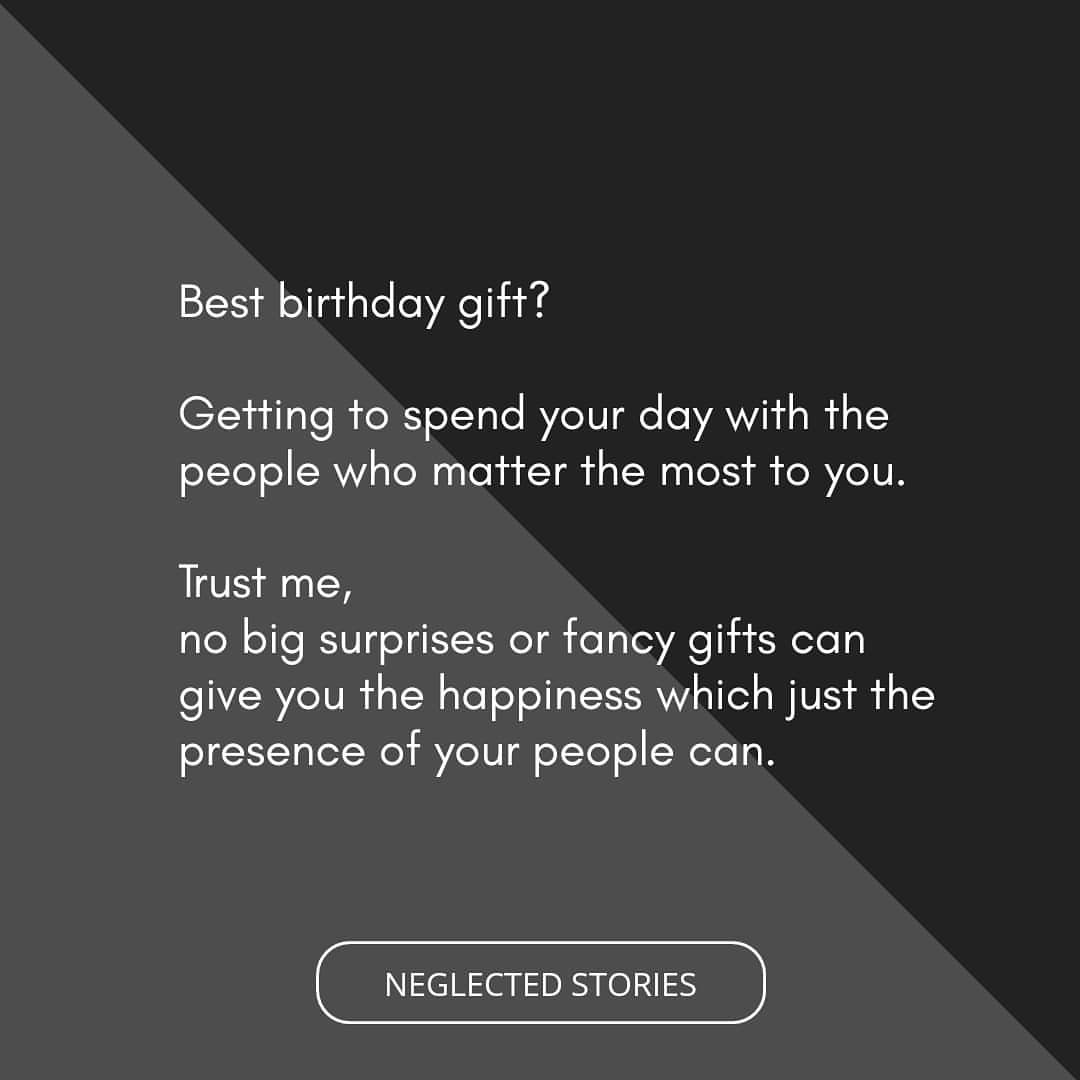 Best birthday gift?
Getting to spend your day with the
people who matter the most to you.
Trust me,
no big surprises or fancy gifts can
give you the happiness which just the
presence of your people can.
NEGLECTED STORIES